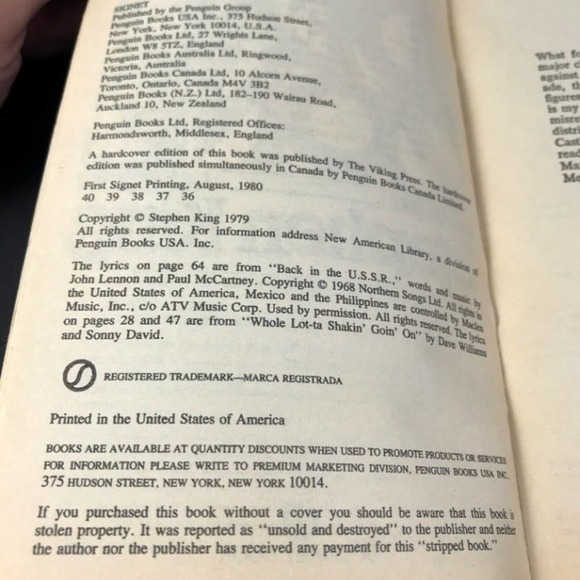 SIGNET
Published by the Penguin Group
Penguin Books USA Inc., 375 Hudson Street,
New York, New York 10014, U.S.A.
Penguin Books Ltd, 27 Wrights Lane,
London W8 5TZ, England
Penguin Books Australia Ltd, Ringwood,
Victoria, Australia
Penguin Books Canada Ltd, 10 Alcorn Avenue,
Toronto, Ontario, Canada M4V 3B2
Penguin Books (N.Z.) Ltd, 182-190 Wairau Road,
Auckland 10, New Zealand
Penguin Books Ltd, Registered Offices:
Harmondsworth, Middlesex, England
A hardcover edition of this book was published by The Viking Press. The hardcover
edition was published simultaneously in Canada by Penguin Books Canada Limited.
First Signet Printing, August, 1980
40 39 38 37 36
Copyright © Stephen King 1979
All rights reserved. For information address New American Library, a division of
Penguin Books USA. Inc.
The lyrics on page 64 are from "Back in the U.S.S.R.," words and music by
John Lennon and Paul McCartney. Copyright © 1968 Northern Songs Ltd. All rights in
the United States of America, Mexico and the Philippines are controlled by Maclen
Music, Inc., c/o ATV Music Corp. Used by permission. All rights reserved. The lyrics
on pages 28 and 47 are from "Whole Lot-ta Shakin' Goin' On" by Dave Williams
and Sonny David.
REGISTERED TRADEMARK—MARCA REGISTRADA
Printed in the United States of America
BOOKS ARE AVAILABLE AT QUANTITY DISCOUNTS WHEN USED TO PROMOTE PRODUCTS OR SERVICES.
FOR INFORMATION PLEASE WRITE TO PREMIUM MARKETING DIVISION, PENGUIN BOOKS USA INC.
375 HUDSON STREET, NEW YORK, NEW YORK 10014.
If you purchased this book without a cover you should be aware that this book is
stolen property. It was reported as "unsold and destroyed" to the publisher and neither
the author nor the publisher has received any payment for this "stripped book."
What
major
against
ade,
figures
is my
misre
distri
Cast
read
Ma
Me